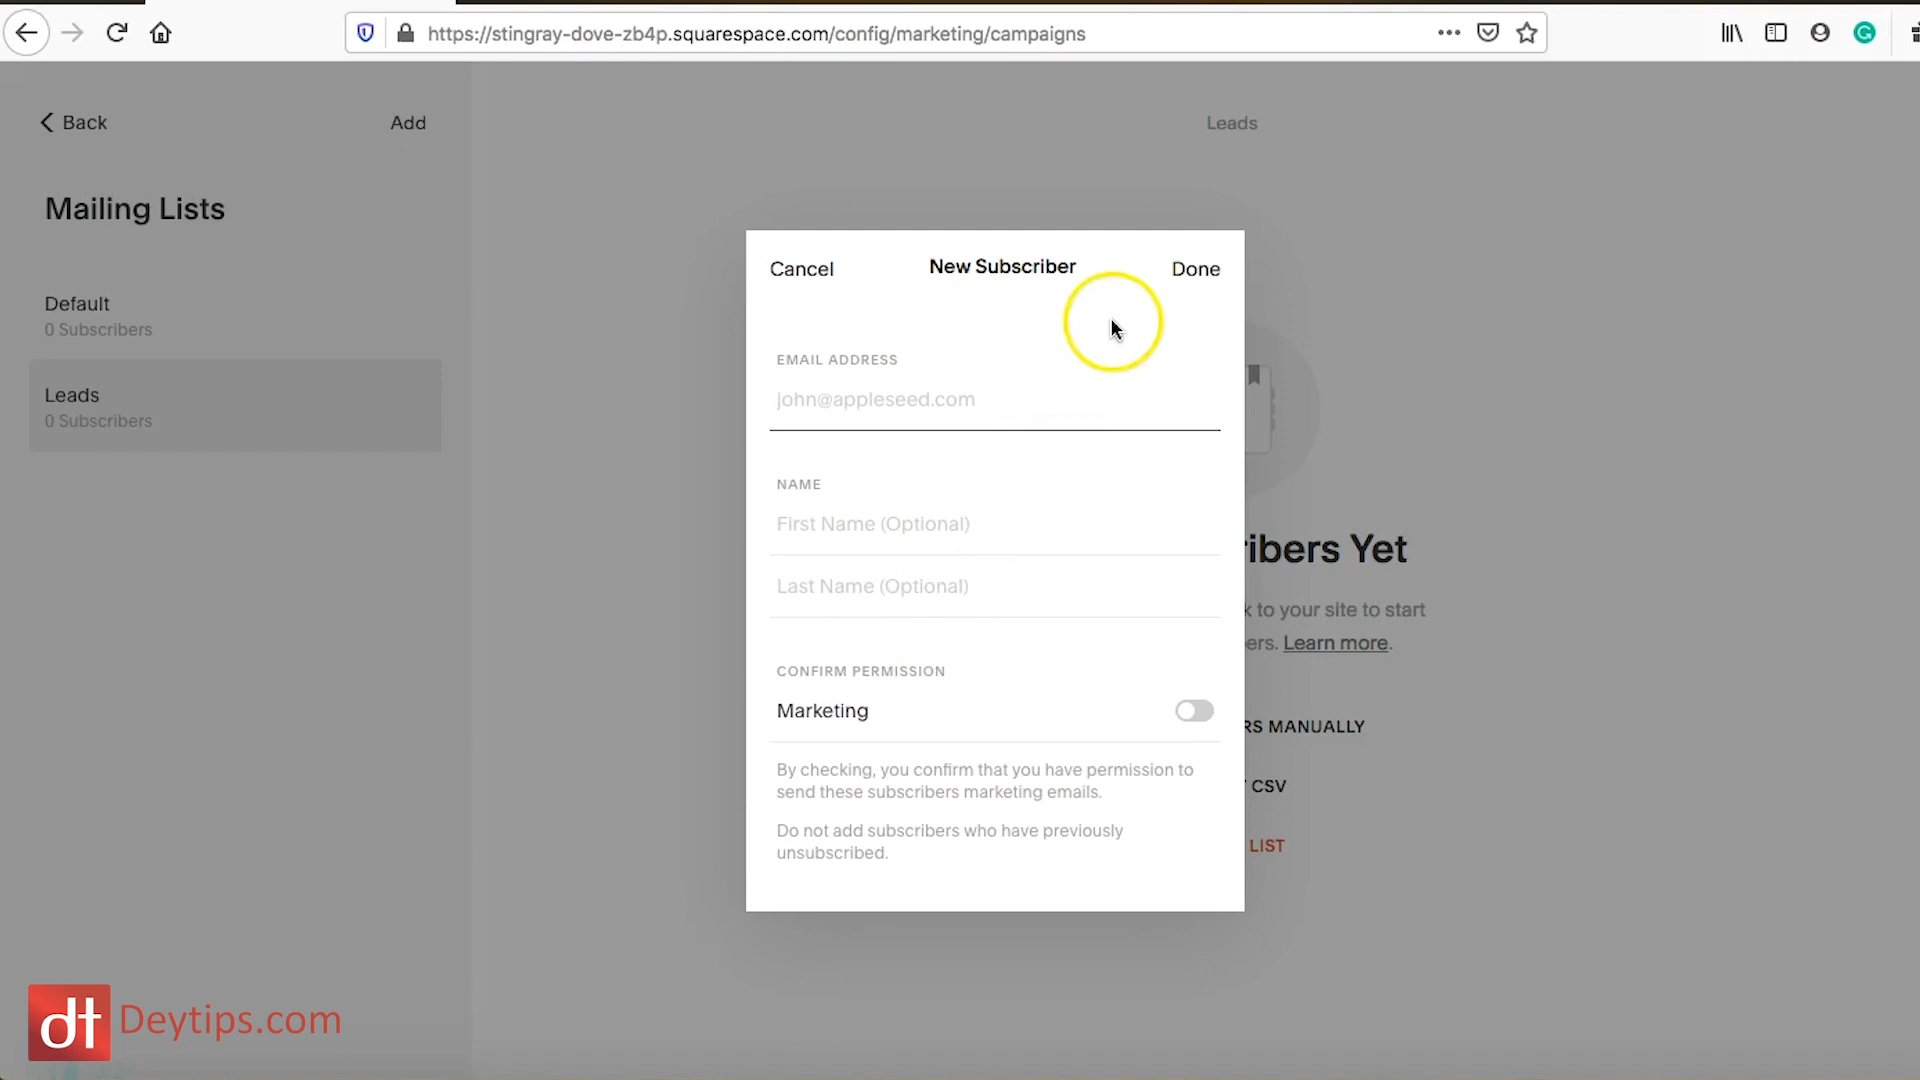 https://stingray-dove-zb4p.squarespace.com/config/marketing/campaigns
Back
Add
Leads
Mailing Lists
Default
0 Subscribers
Leads
0 Subscribers
Cancel
New Subscriber
Done
EMAIL ADDRESS
john@appleseed.com
NAME
First Name (Optional)
Last Name (Optional)
CONFIRM PERMISSION
Marketing
By checking, you confirm that you have permission to
send these subscribers marketing emails.
Do not add subscribers who have previously
unsubscribed.
ribers Yet
k to your site to start
ers. Learn more.
RS MANUALLY
CSV
LIST
dt Deytips.com